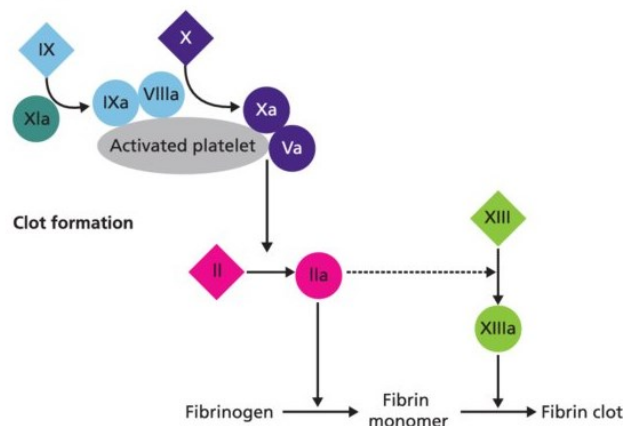 IX
X
XIa
IXa
VIIIa
Xa
Activated platelet
Va
Clot formation
XIII
II
IIa
XIIIa
Fibrinogen
Fibrin
monomer
Fibrin clot